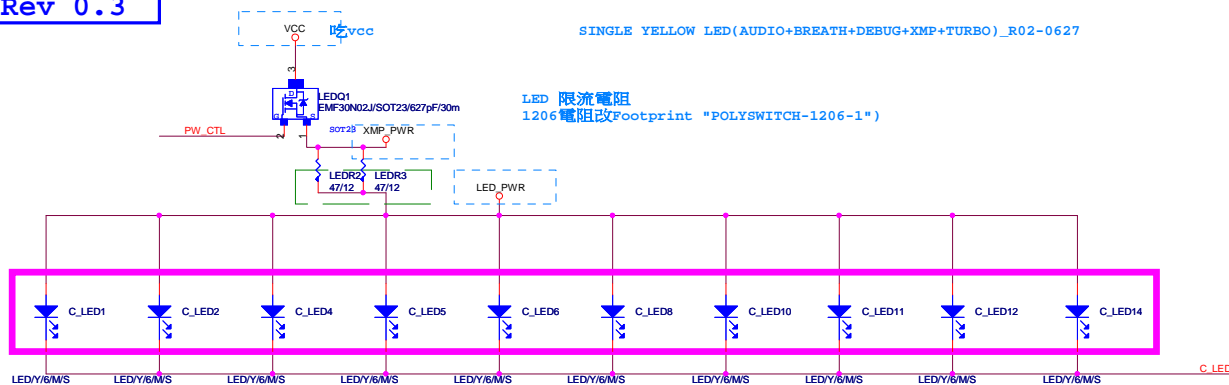 Rev 0.3
VCC
吃vcc
SINGLE YELLOW LED(AUDIO+BREATH+DEBUG+XMP+TURBO)_R02-0627
3
LEDQ1
EMF30N02J/SOT23/627pF/30m
D
G
S
LED 限流電阻
1206電阻改Footprint "POLYSWITCH-1206-1")
PW_CTL
2
1
SOT23
XMP_PWR
LEDR2
47/12
LEDR3
47/12
LED_PWR
C_LED1
C_LED2
C_LED4
C_LED5
C_LED6
C_LED8
C_LED10
C_LED11
C_LED12
C_LED14
C_LED
LED/Y/6/M/S
LED/Y/6/M/S
LED/Y/6/M/S
LED/Y/6/M/S
LED/Y/6/M/S
LED/Y/6/M/S
LED/Y/6/M/S
LED/Y/6/M/S
LED/Y/6/M/S
LED/Y/6/M/S